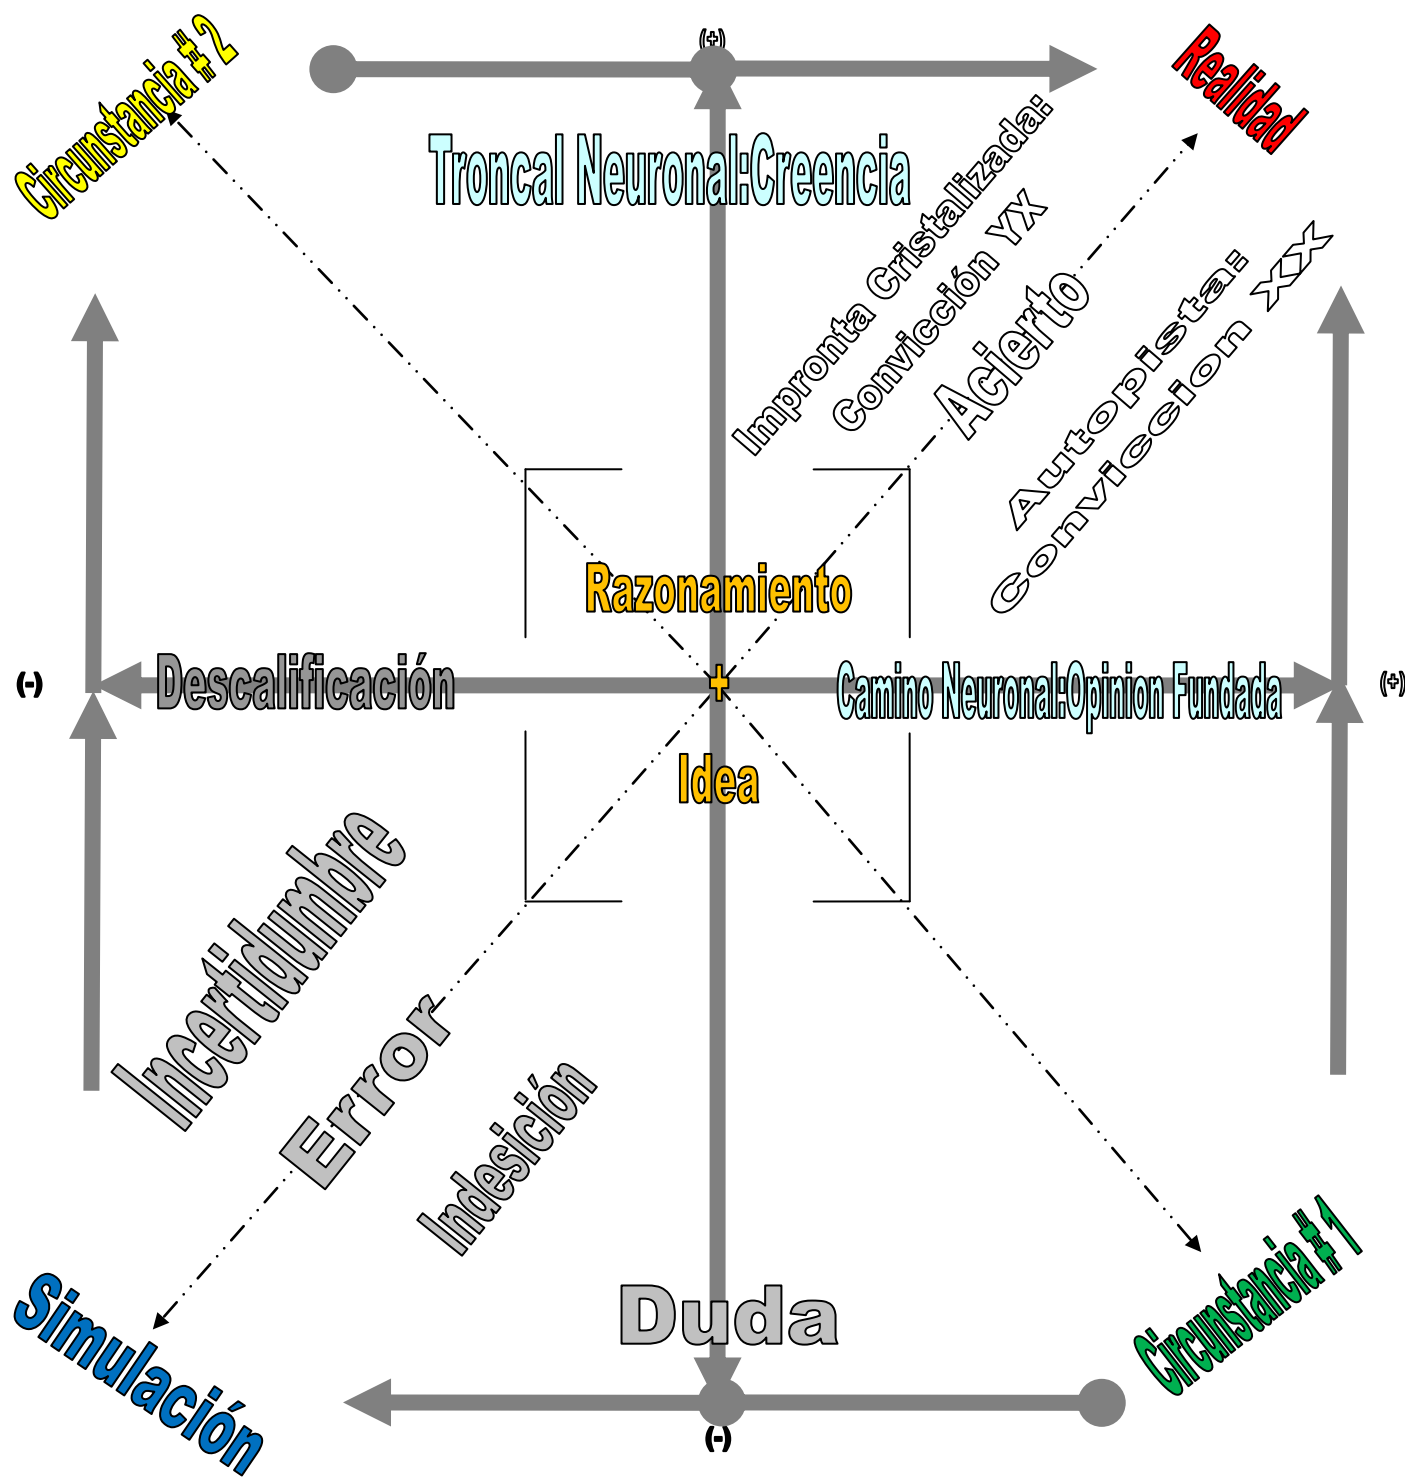 Circunstancia # 2
(+)
Realidad
Troncal Neuronal:Creencia
Impronta Cristalizada:
Convicción YX
Acierto
Autopista:
Conviccion XX
Razonamiento
(-)
Descalificación
+
Camino Neuronal:Opinion Fundada
(+)
Idea
Incertidumbre
Error
Indesición
Duda
Simulación
Circunstancia # 1
(-)